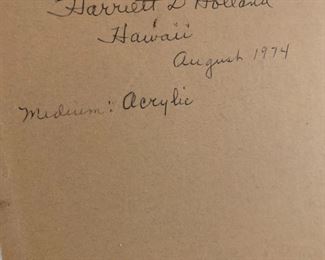 Harriett D Holland
Hawaii
August 1974
Medium: Acrylic